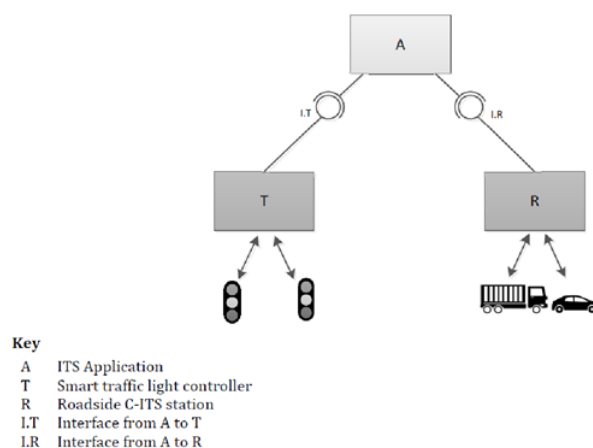 A
I.T
I.R
T
R
Key
A ITS Application
T Smart traffic light controller
R Roadside C-ITS station
I.T Interface from A to T
I.R Interface from A to R